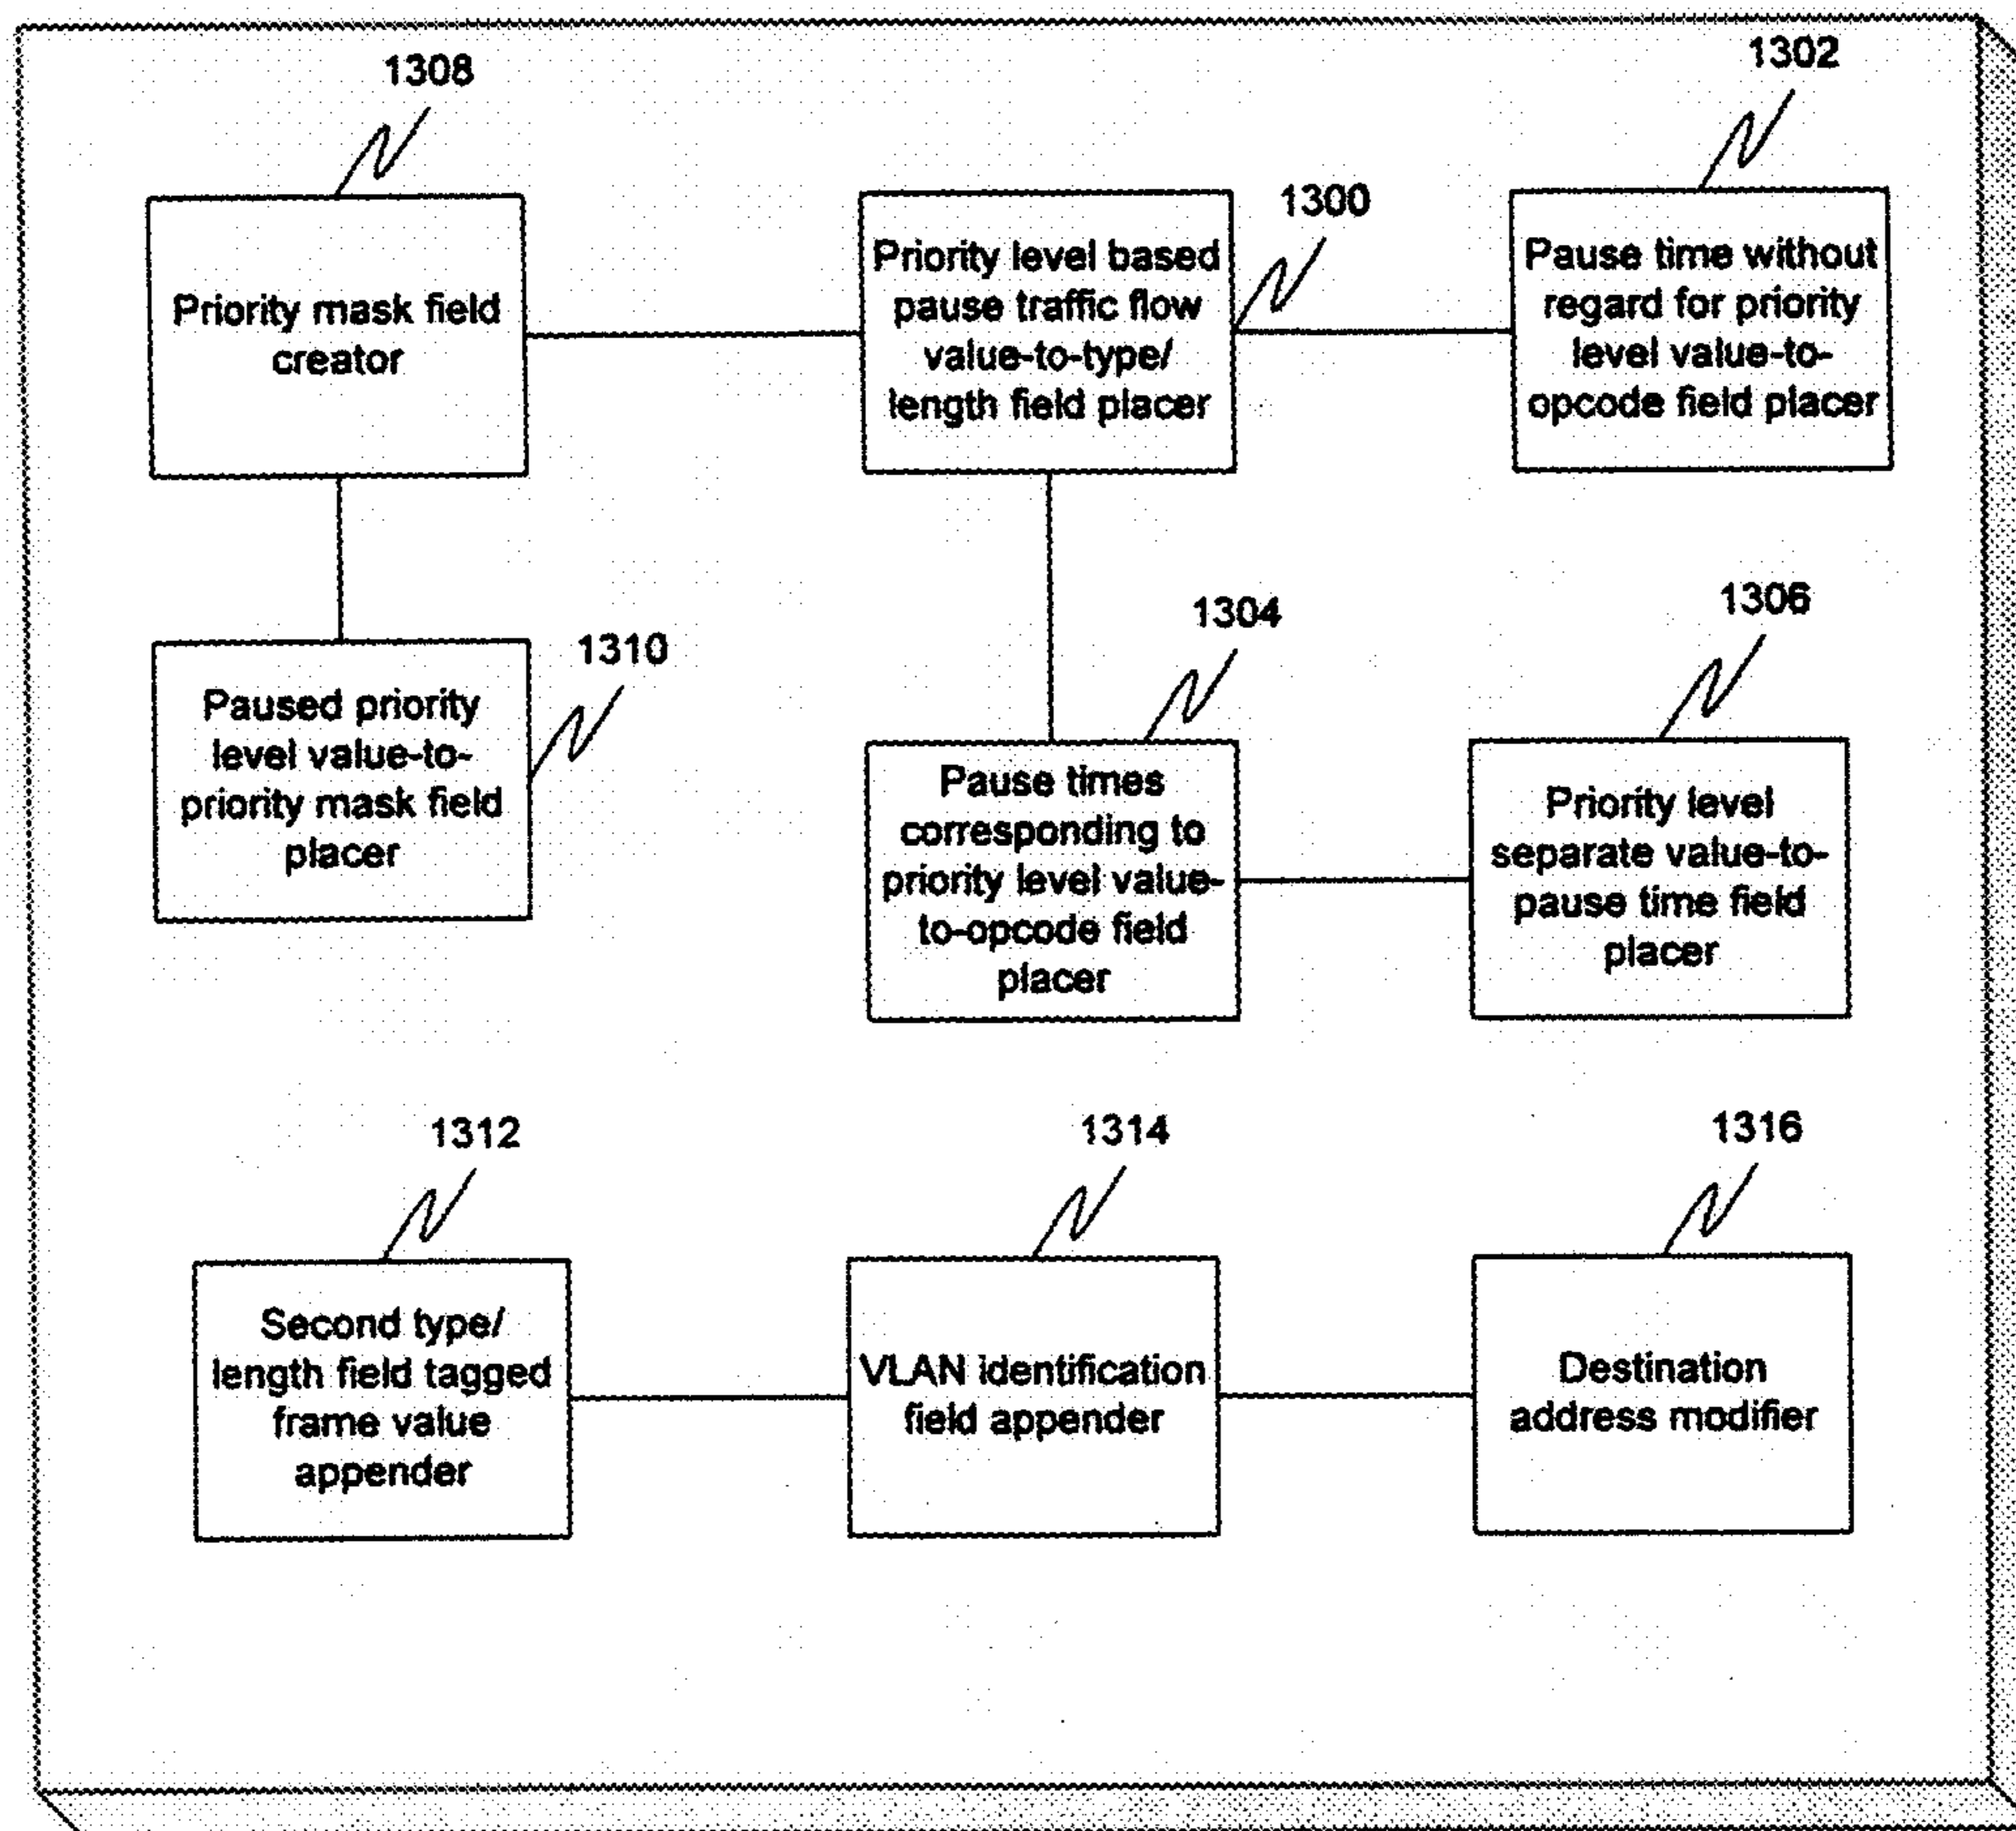 1308
1302
1300
Priority mask field
creator
Priority level based
pause traffic flow
value-to-type/
length field placer
Pause time without
regard for priority
level value-to-
opcode field placer
1310
1304
1306
Paused priority
level value-to-
priority mask field
placer
Pause times
corresponding to
priority level value-
to-opcode field
placer
Priority level
separate value-to-
pause time field
placer
1312
1314
1316
Second type/
length field tagged
frame value
appender
VLAN identification
field appender
Destination
address modifier